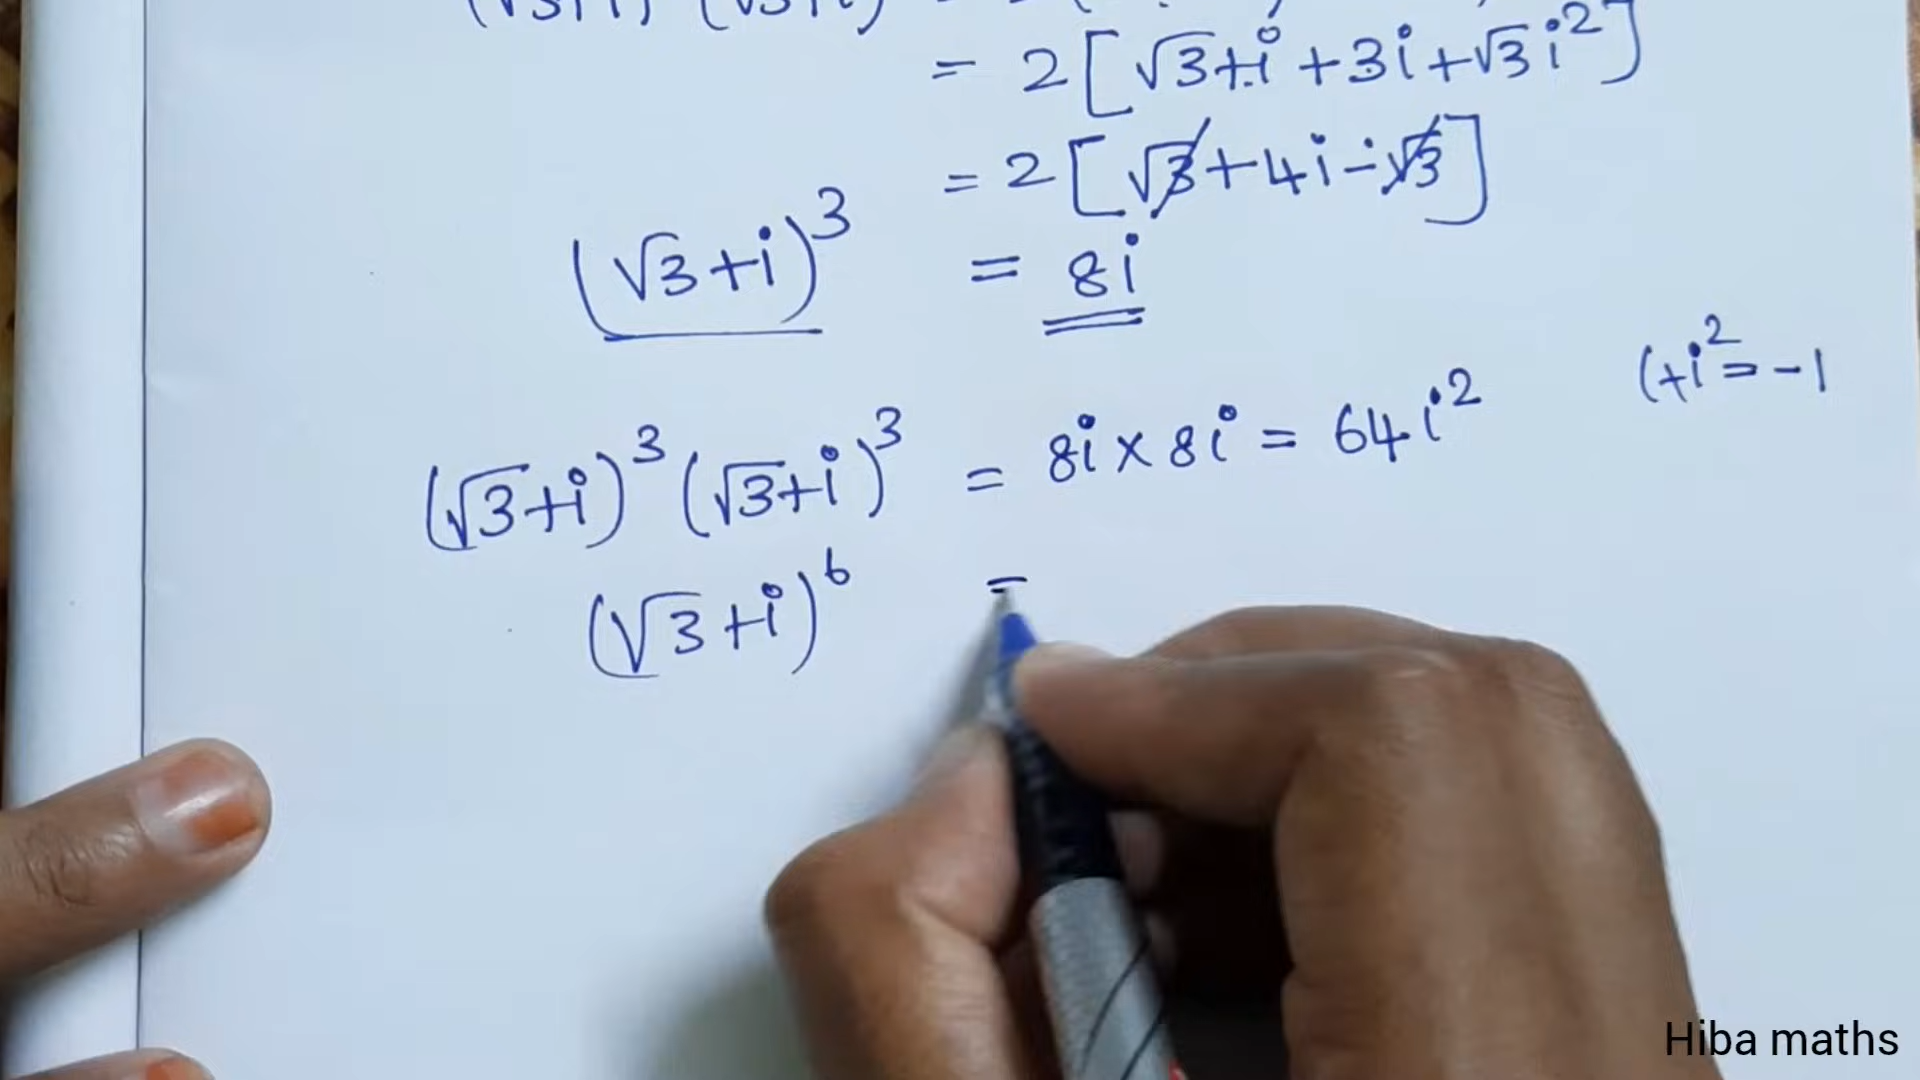 = 2[√3+i+3i+√3i²]
= 2[√3+4i-√3]
(√3+i)³ = 8i
(+i²=-1
(√3+i)³(√3+i)³ = 8i×8i = 64i²
(√3+i)⁶ =
Hiba maths